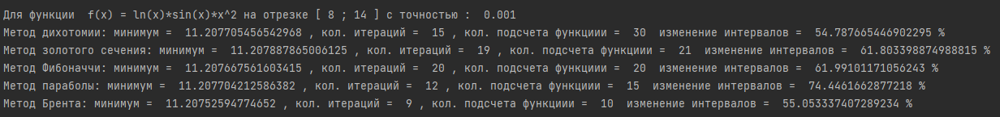 Для функции  f(x) = ln(x)*sin(x)*x^2 на отрезке [ 8 ; 14 ] с точностью :  0.001
Метод дихотомии: минимум =  11.207705456542968 , кол. итераций =  15 , кол. подсчета функциии =  30  изменение интервалов =  54.787665446902295 %
Метод золотого сечения: минимум =  11.207887865006125 , кол. итераций =  19 , кол. подсчета функциии =  21  изменение интервалов =  61.803398874988815 %
Метод Фибоначчи: минимум =  11.207667561603415 , кол. итераций =  20 , кол. подсчета функциии =  20  изменение интервалов =  61.99101171056243 %
Метод параболы: минимум =  11.207704212586382 , кол. итераций =  12 , кол. подсчета функциии =  15  изменение интервалов =  74.4461662877218 %
Метод Брента: минимум =  11.20752594774652 , кол. итераций =  9 , кол. подсчета функциии =  10  изменение интервалов =  55.053337407289234 %